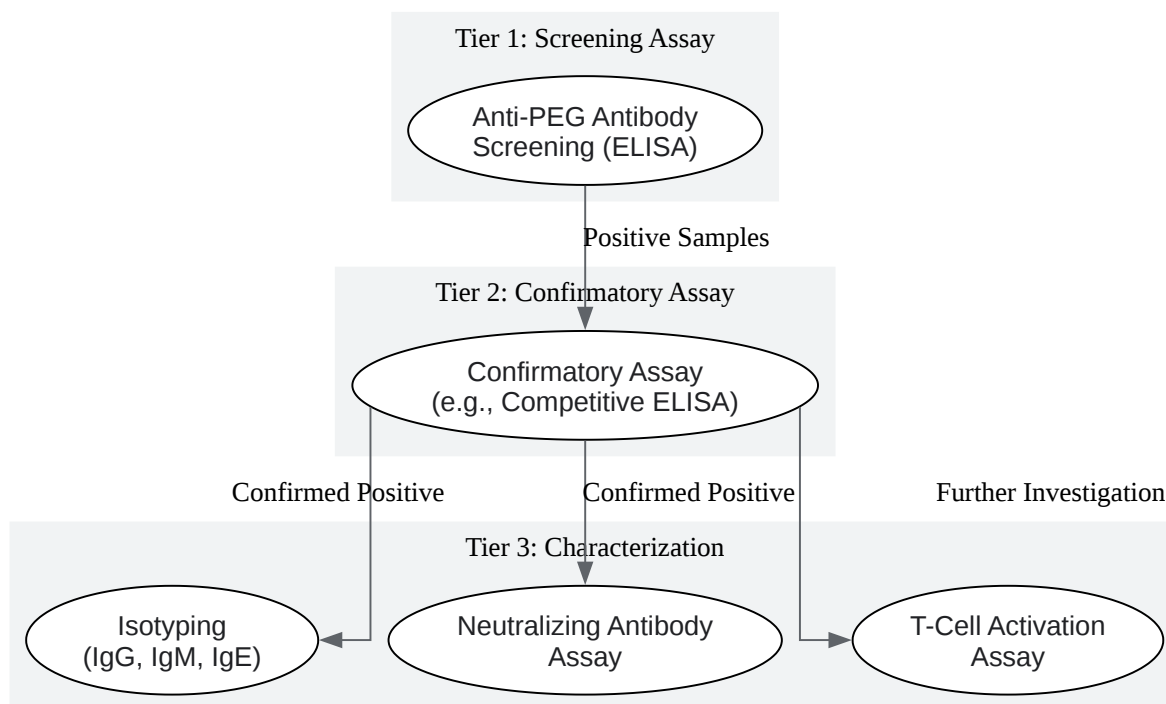 Tier 1: Screening Assay
Anti-PEG Antibody
Screening (ELISA)
Positive Samples
Tier 2: Confirmatory Assay
Confirmatory Assay
(e.g., Competitive ELISA)
Confirmed Positive
Confirmed Positive
Further Investigation
Tier 3: Characterization
Isotyping
(IgG, IgM, IgE)
Neutralizing Antibody
Assay
T-Cell Activation
Assay